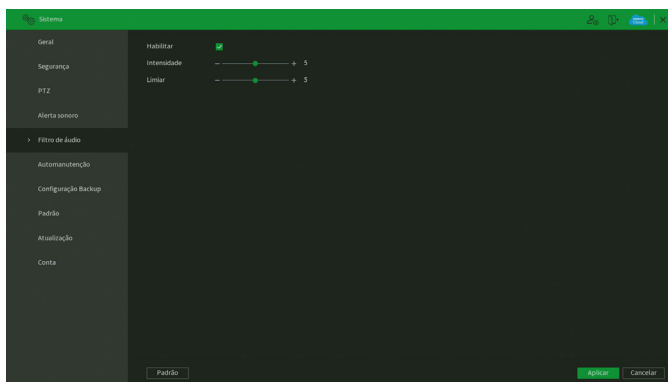 Sistema
Geral
Segurança
PTZ
Alerta sonoro
Filtro de áudio
Automanutenção
Configuração Backup
Padrão
Atualização
Conta
Habilitar
Intensidade - + 5
Limiar - + 5
Padrão
Aplicar Cancelar